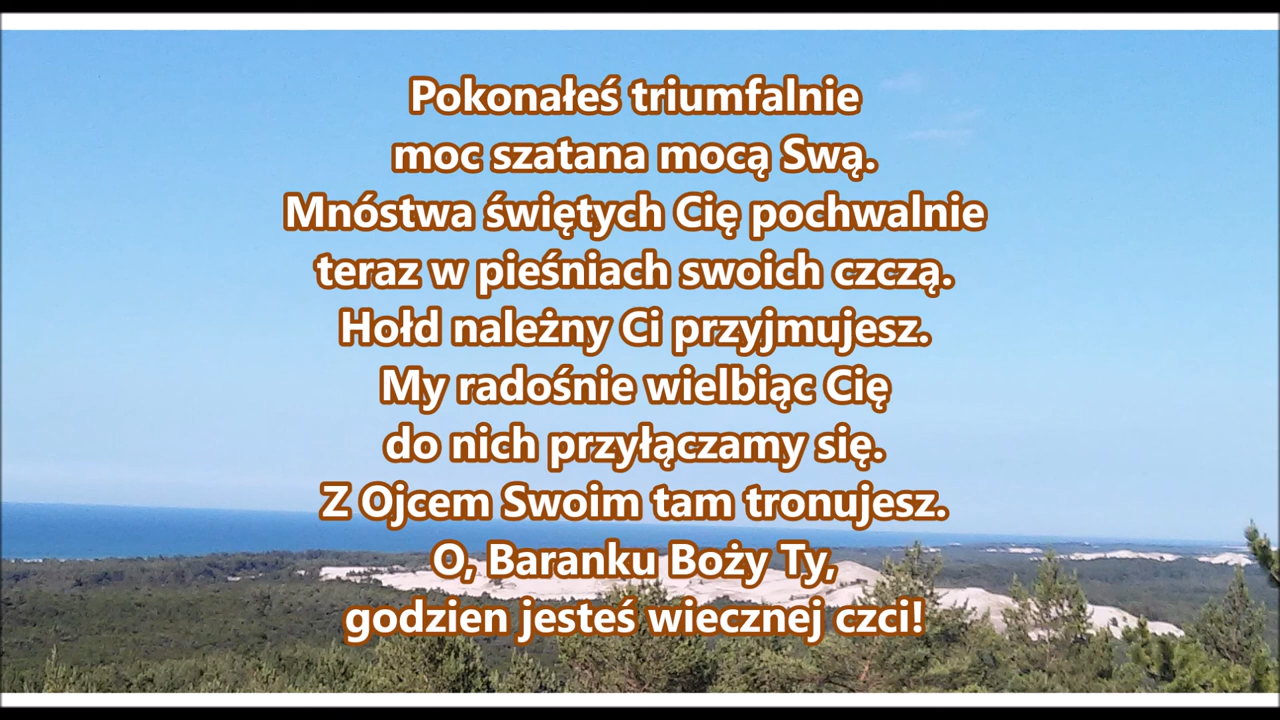 Pokonałeś triumfalnie
moc szatana mocą Swą.
Mnóstwa świętych Cię pochwalnie
teraz w pieśniach swoich czczą.
Hołd należny Ci przyjmujesz.
My radośnie wielbiąc Cię
do nich przyłączamy się.
Z Ojcem Swoim tam tronujesz.
O, Baranku Boży Ty,
godzien jesteś wiecznej czci!